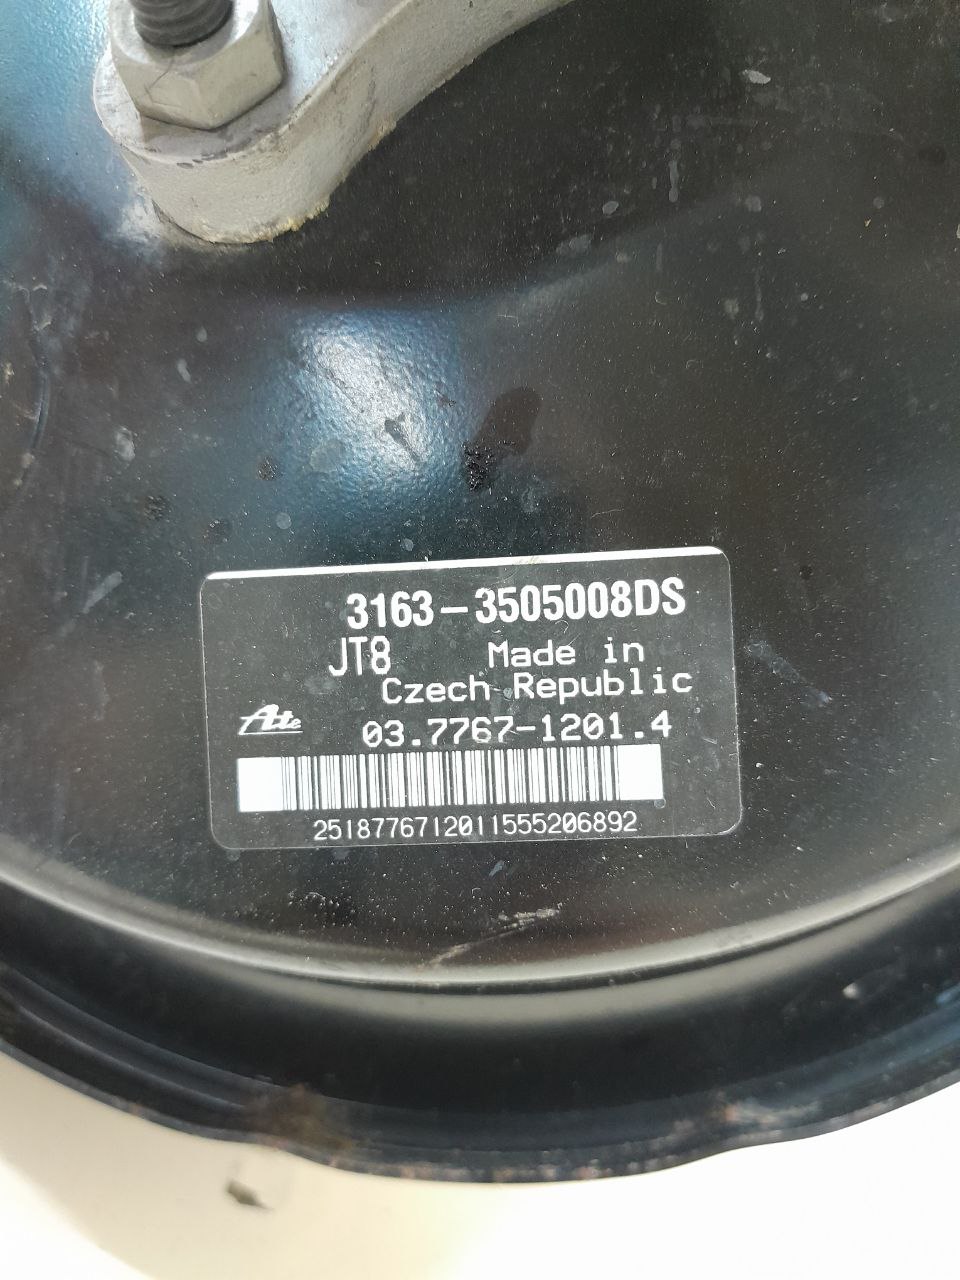 3163-3505008DS
JT8 Made in
Czech Republic
Ate 03.7767-1201.4
2518776712011555206892